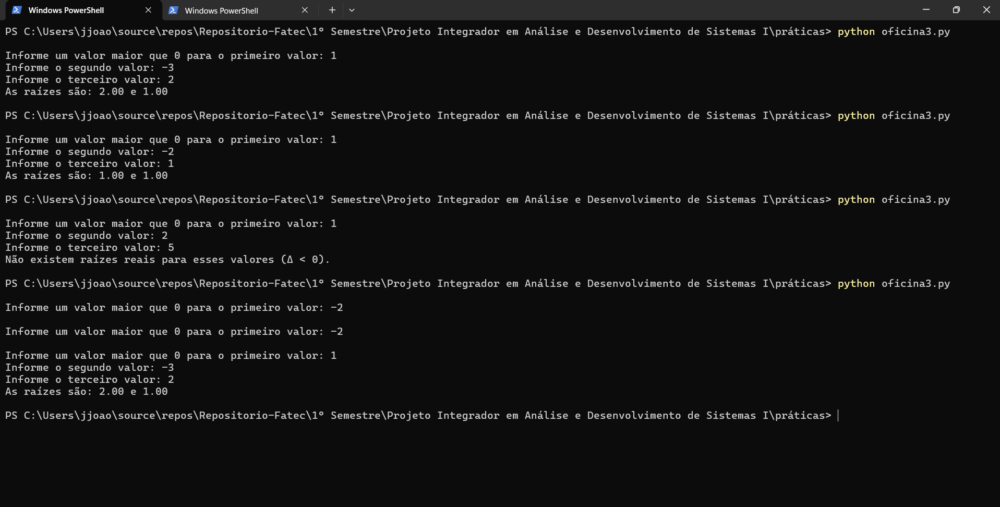 Windows PowerShell
Windows PowerShell
PS C:\Users\jjoao\source\repos\Repositorio-Fatec\1º Semestre\Projeto Integrador em Análise e Desenvolvimento de Sistemas I\práticas> python oficina3.py
Informe um valor maior que 0 para o primeiro valor: 1
Informe o segundo valor: -3
Informe o terceiro valor: 2
As raízes são: 2.00 e 1.00
PS C:\Users\jjoao\source\repos\Repositorio-Fatec\1º Semestre\Projeto Integrador em Análise e Desenvolvimento de Sistemas I\práticas> python oficina3.py
Informe um valor maior que 0 para o primeiro valor: 1
Informe o segundo valor: -2
Informe o terceiro valor: 1
As raízes são: 1.00 e 1.00
PS C:\Users\jjoao\source\repos\Repositorio-Fatec\1º Semestre\Projeto Integrador em Análise e Desenvolvimento de Sistemas I\práticas> python oficina3.py
Informe um valor maior que 0 para o primeiro valor: 1
Informe o segundo valor: 2
Informe o terceiro valor: 5
Não existem raízes reais para esses valores (Δ < 0).
PS C:\Users\jjoao\source\repos\Repositorio-Fatec\1º Semestre\Projeto Integrador em Análise e Desenvolvimento de Sistemas I\práticas> python oficina3.py
Informe um valor maior que 0 para o primeiro valor: -2
Informe um valor maior que 0 para o primeiro valor: -2
Informe um valor maior que 0 para o primeiro valor: 1
Informe o segundo valor: -3
Informe o terceiro valor: 2
As raízes são: 2.00 e 1.00
PS C:\Users\jjoao\source\repos\Repositorio-Fatec\1º Semestre\Projeto Integrador em Análise e Desenvolvimento de Sistemas I\práticas>